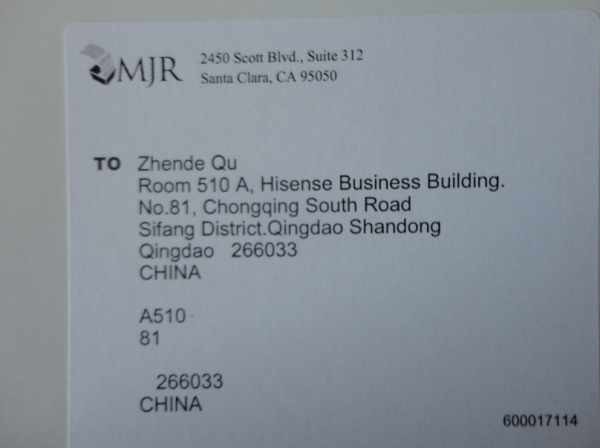 MJR
2450 Scott Blvd., Suite 312
Santa Clara, CA 95050
TO Zhende Qu
Room 510 A, Hisense Business Building.
No.81, Chongqing South Road
Sifang District.Qingdao Shandong
Qingdao 266033
CHINA
A510
81
266033
CHINA
600017114